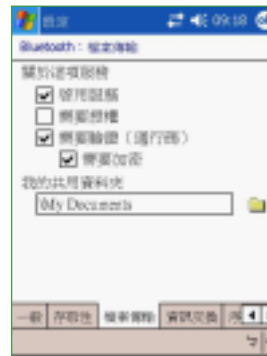 設定 09:18
Bluetooth：檔案傳輸
關於这項服務
啓用服務
需要授權
需要驗證（通行碼）
需要加密
我的共用資料夾
\My Documents
一般 存取性 檔案傳輸 資訊交換